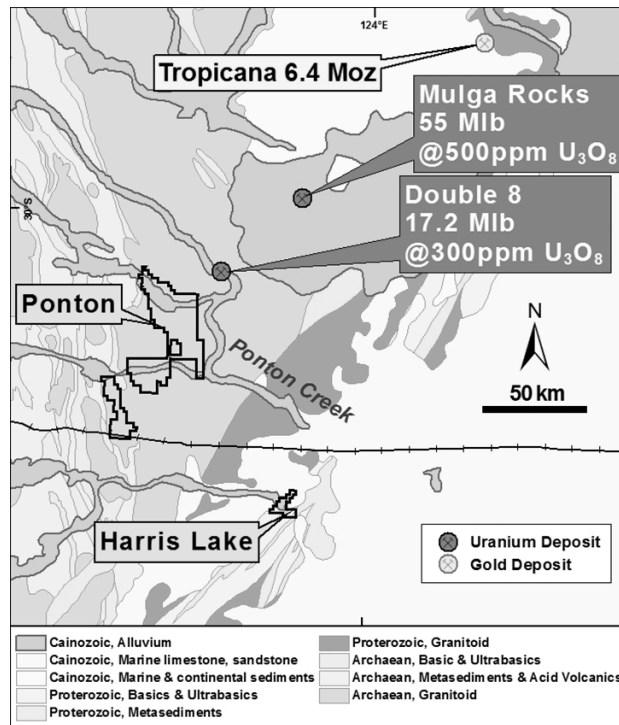 124°E
Tropicana 6.4 Moz
Mulga Rocks
55 Mlb
@500ppm U₃O₈
30°S
Double 8
17.2 Mlb
@300ppm U₃O₈
Ponton
Ponton Creek
N
50 km
Harris Lake
Uranium Deposit
Gold Deposit
Cainozoic, Alluvium
Cainozoic, Marine limestone, sandstone
Cainozoic, Marine & continental sediments
Proterozoic, Basics & Ultrabasics
Proterozoic, Metasediments
Proterozoic, Granitoid
Archaean, Basic & Ultrabasics
Archaean, Metasediments & Acid Volcanics
Archaean, Granitoid